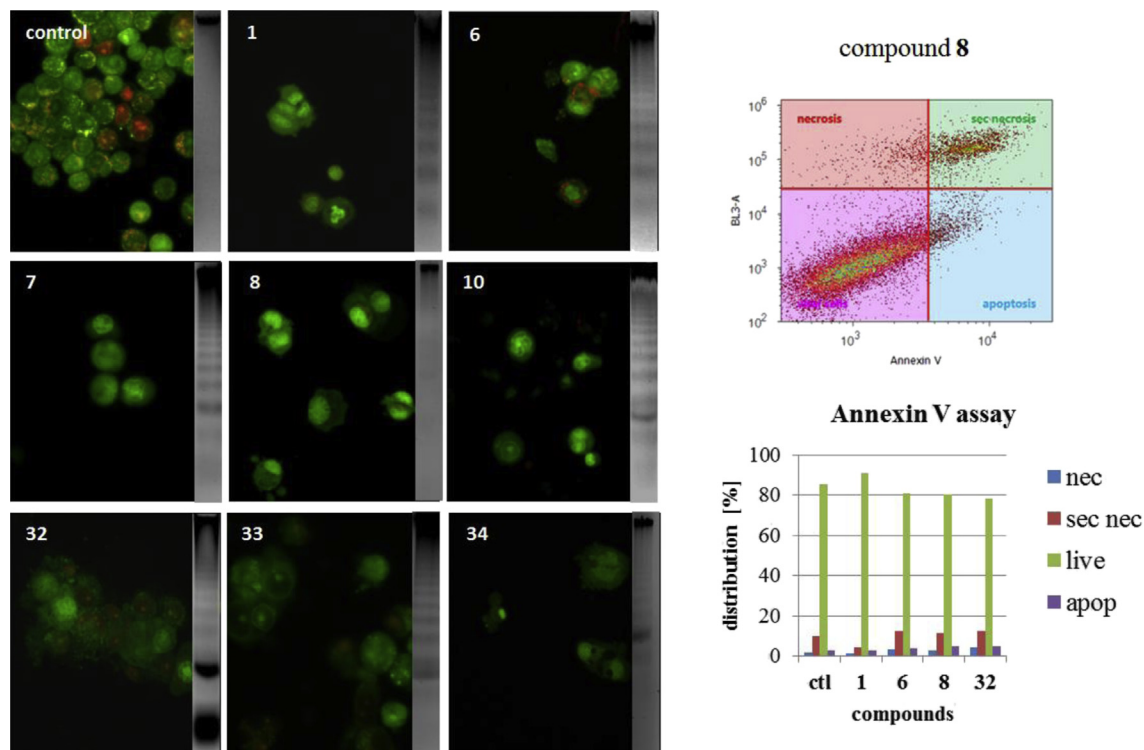 control
1
6
7
8
10
32
33
34
compound 8
necrosis
sec necrosis
apoptosis
10⁶
10⁵
10⁴
10³
10²
BL3-A
10³
10⁴
Annexin V
Annexin V assay
distribution [%]
100
80
60
40
20
0
ctl 1 6 8 32
compounds
nec
sec nec
live
apop